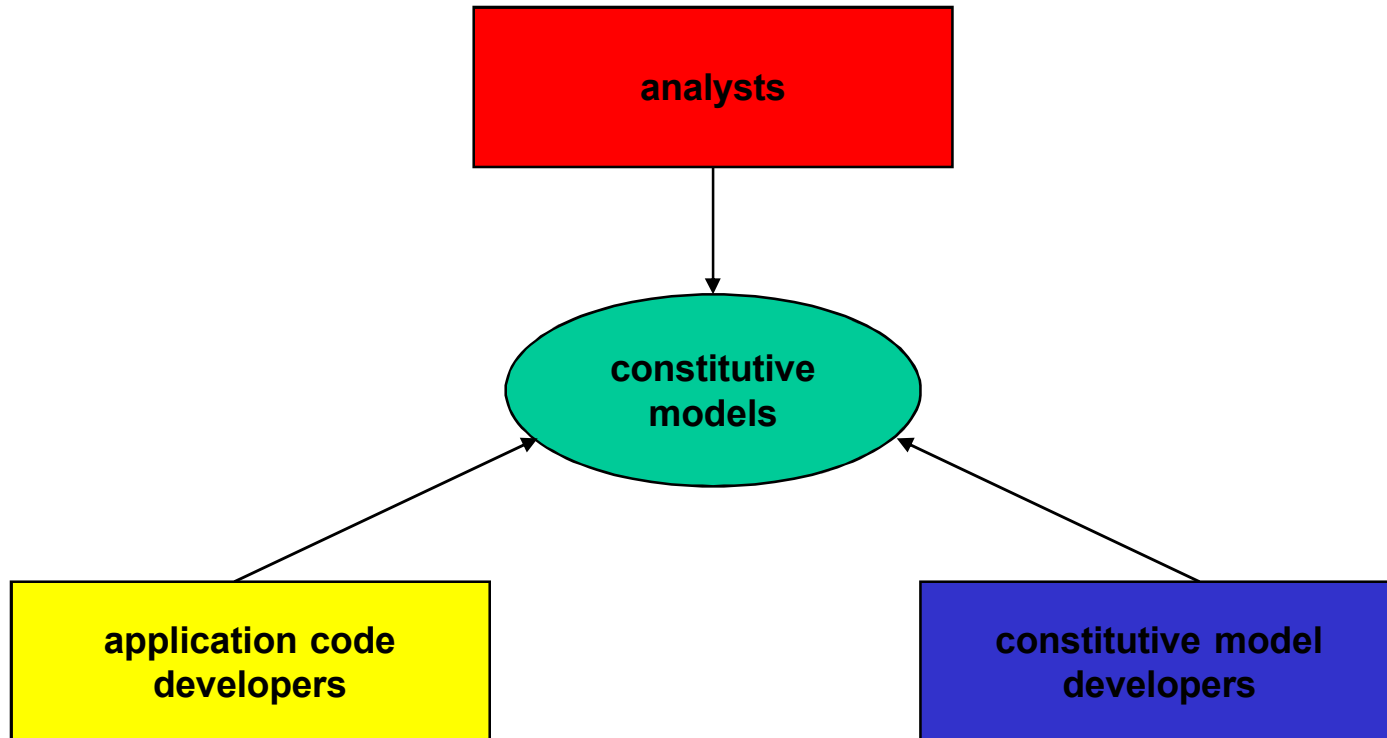 analysts
constitutive
models
application code
developers
constitutive model
developers